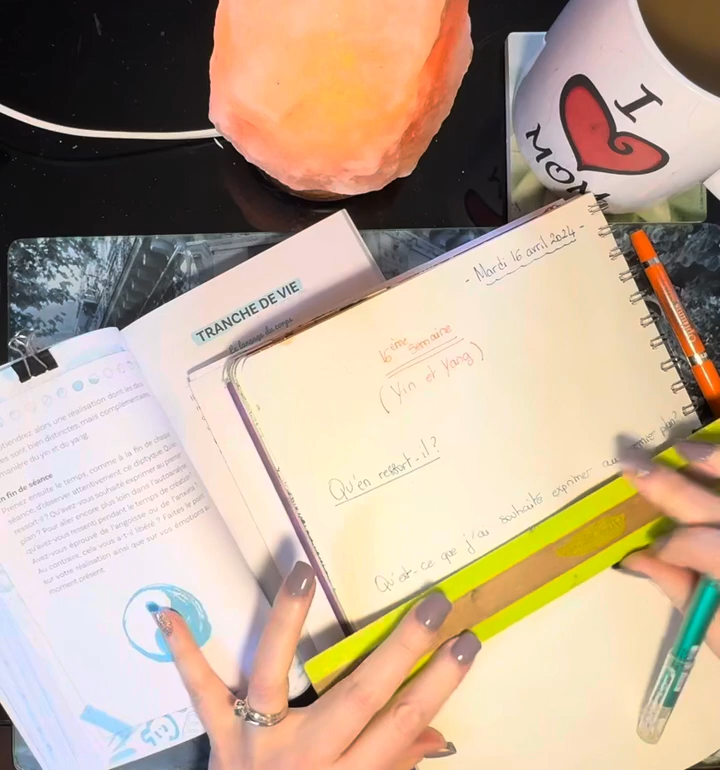 I
MOM
- Mardi 16 avril 2024 -
16ème Semaine
(Yin et Yang)
Qu'en ressort-il?
Qu'est-ce que j'ai souhaité exprimer au premier plan?
TRANCHE DE VIE
Le langage du corps
obtiendrez alors une réalisation dont les
sont bien distinctes, mais complémentaires
manière du yin et du yang.
En fin de séance
Prenez ensuite le temps, comme à la fin de chaque
séance, d'observer attentivement ce diptyque. Qu'en
ressort-il? Qu'avez-vous souhaité exprimer au premier
plan? Pour aller encore plus loin dans l'autoanalyse,
qu'avez-vous ressenti pendant le temps de création?
Avez-vous éprouvé de l'angoisse ou de l'anxiété?
Au contraire, cela vous a-t-il libéré? Faites le point
sur votre réalisation ainsi que sur vos émotions
moment présent.